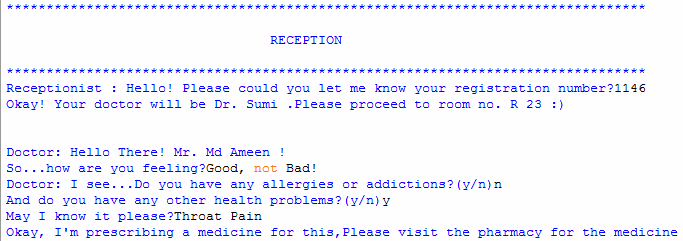 ********************************************************************************
RECEPTION
********************************************************************************
Receptionist : Hello! Please could you let me know your registration number?1146
Okay! Your doctor will be Dr. Sumi .Please proceed to room no. R 23 :)
Doctor: Hello There! Mr. Md Ameen !
So...how are you feeling?Good, not Bad!
Doctor: I see...Do you have any allergies or addictions?(y/n)n
And do you have any other health problems?(y/n)y
May I know it please?Throat Pain
Okay, I'm prescribing a medicine for this,Please visit the pharmacy for the medicine